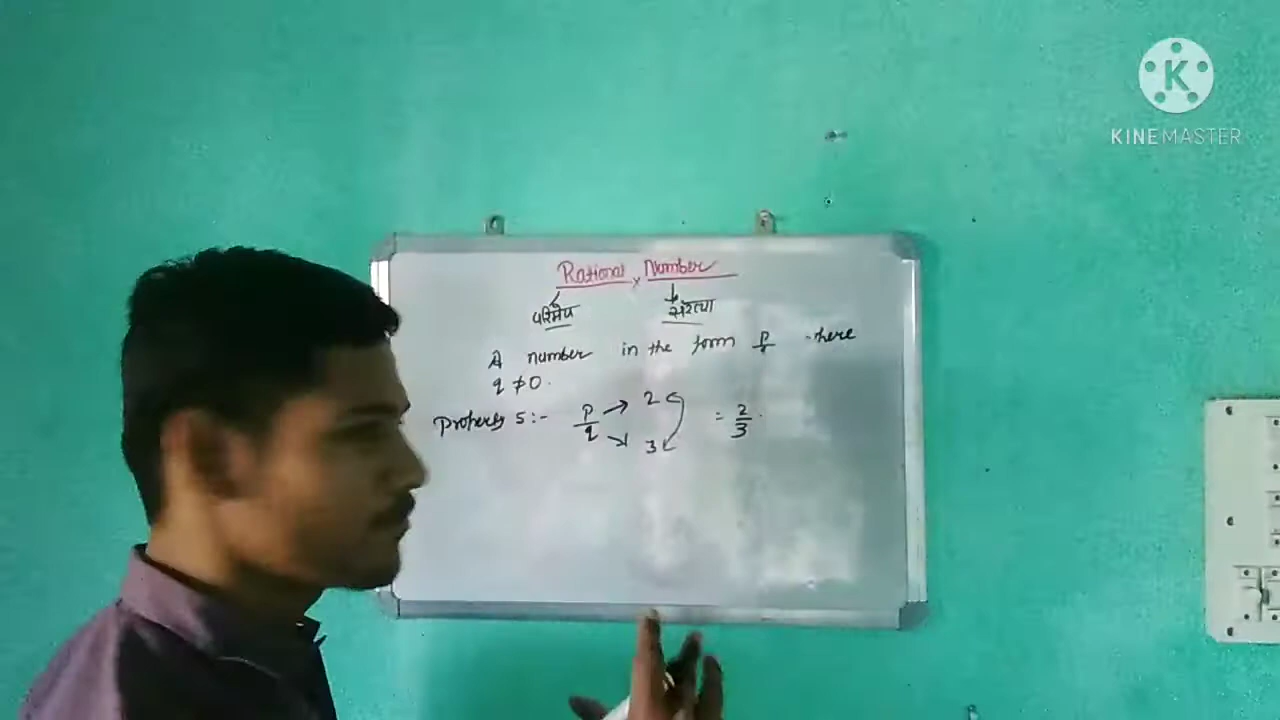 Rational Number
परिमेय संख्या
A number in the form p/q where
q ≠ 0.
Property 5:- p/q → 2 = 2/3.
→ 3
KINEMASTER